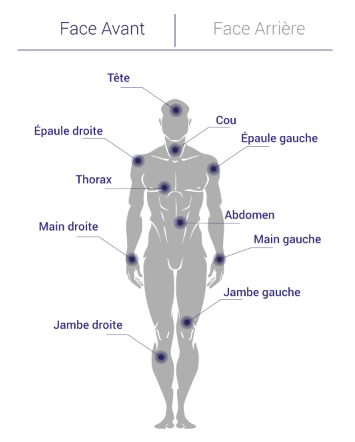 Face Avant
Face Arrière
Tête
Cou
Épaule droite
Épaule gauche
Thorax
Abdomen
Main droite
Main gauche
Jambe gauche
Jambe droite